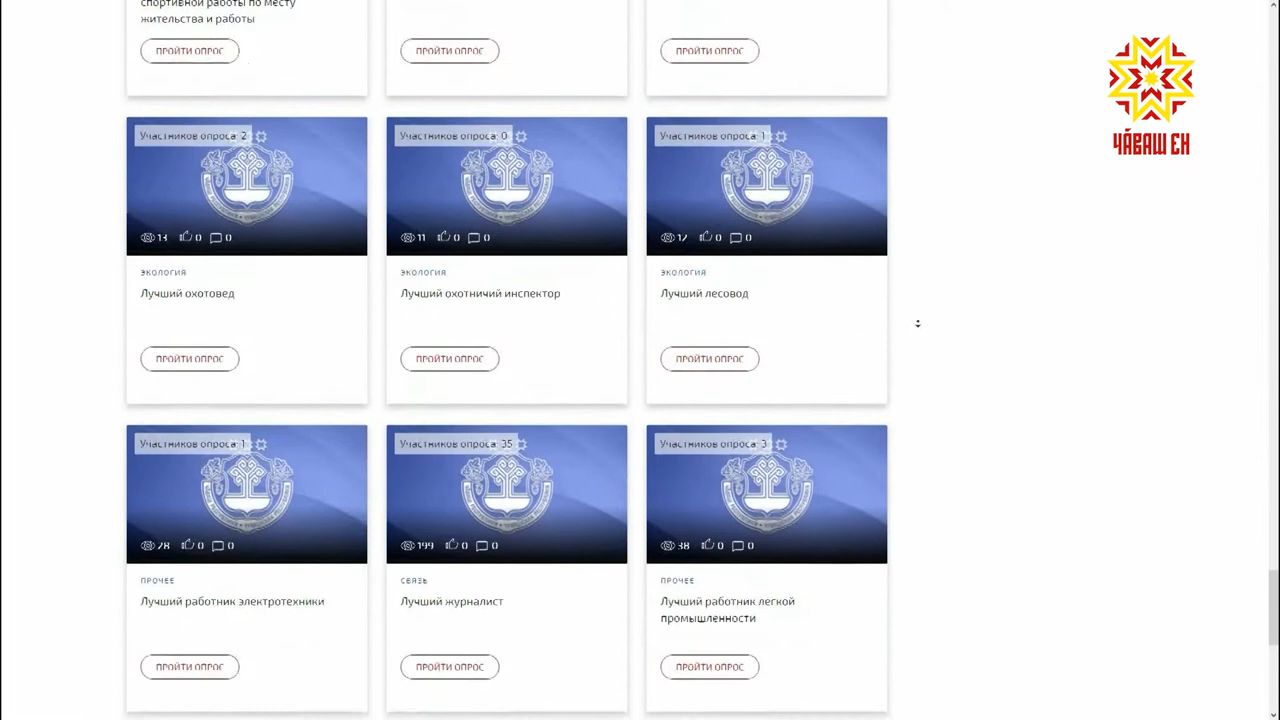 спортивной работы по месту
жительства и работы
ПРОЙТИ ОПРОС
ПРОЙТИ ОПРОС
ПРОЙТИ ОПРОС
ЧӐВАШ ЕН
Участников опроса: 2
13 0 0
ЭКОЛОГИЯ
Лучший охотовед
ПРОЙТИ ОПРОС
Участников опроса: 0
11 0 0
ЭКОЛОГИЯ
Лучший охотничий инспектор
ПРОЙТИ ОПРОС
Участников опроса: 1
12 0 0
ЭКОЛОГИЯ
Лучший лесовод
ПРОЙТИ ОПРОС
Участников опроса: 1
28 0 0
ПРОЧЕЕ
Лучший работник электротехники
ПРОЙТИ ОПРОС
Участников опроса: 35
199 0 0
СВЯЗЬ
Лучший журналист
ПРОЙТИ ОПРОС
Участников опроса: 3
38 0 0
ПРОЧЕЕ
Лучший работник легкой
промышленности
ПРОЙТИ ОПРОС